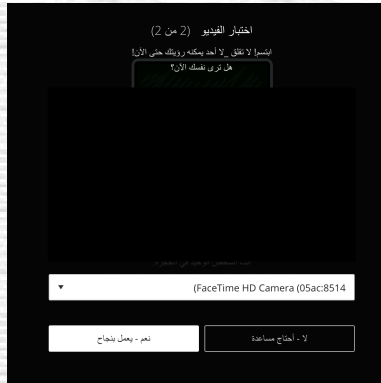 اختبار الفيديو (2 من 2)
ابتسم! لا تقلق _لا أحد يمكنه رؤيتك حتى الآن!
هل ترى نفسك الآن؟
(FaceTime HD Camera (05ac:8514
نعم - يعمل بنجاح
لا - أحتاج مساعدة